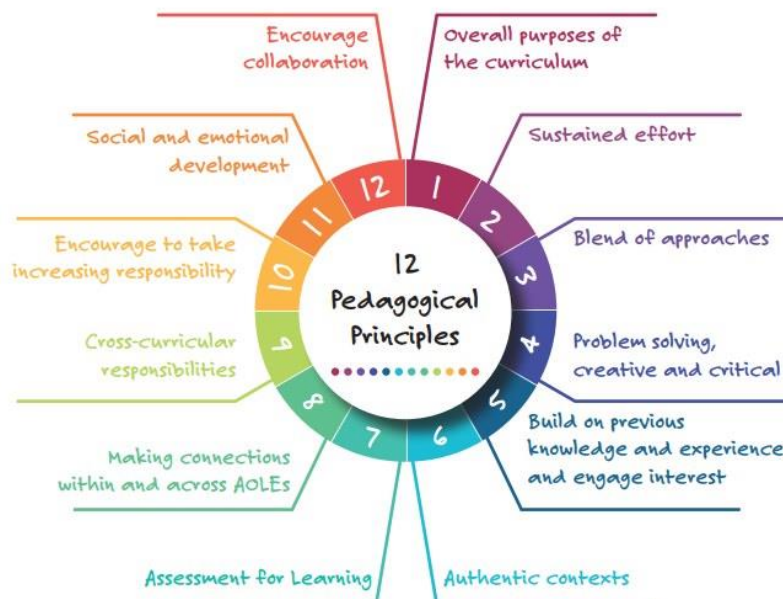 12
Pedagogical
Principles
1
Overall purposes of
the curriculum
2
Sustained effort
3
Blend of approaches
4
Problem solving,
creative and critical
5
Build on previous
knowledge and experience
and engage interest
6
Authentic contexts
7
Assessment for Learning
8
Making connections
within and across AOLEs
9
Cross-curricular
responsibilities
10
Encourage to take
increasing responsibility
11
Social and emotional
development
12
Encourage
collaboration